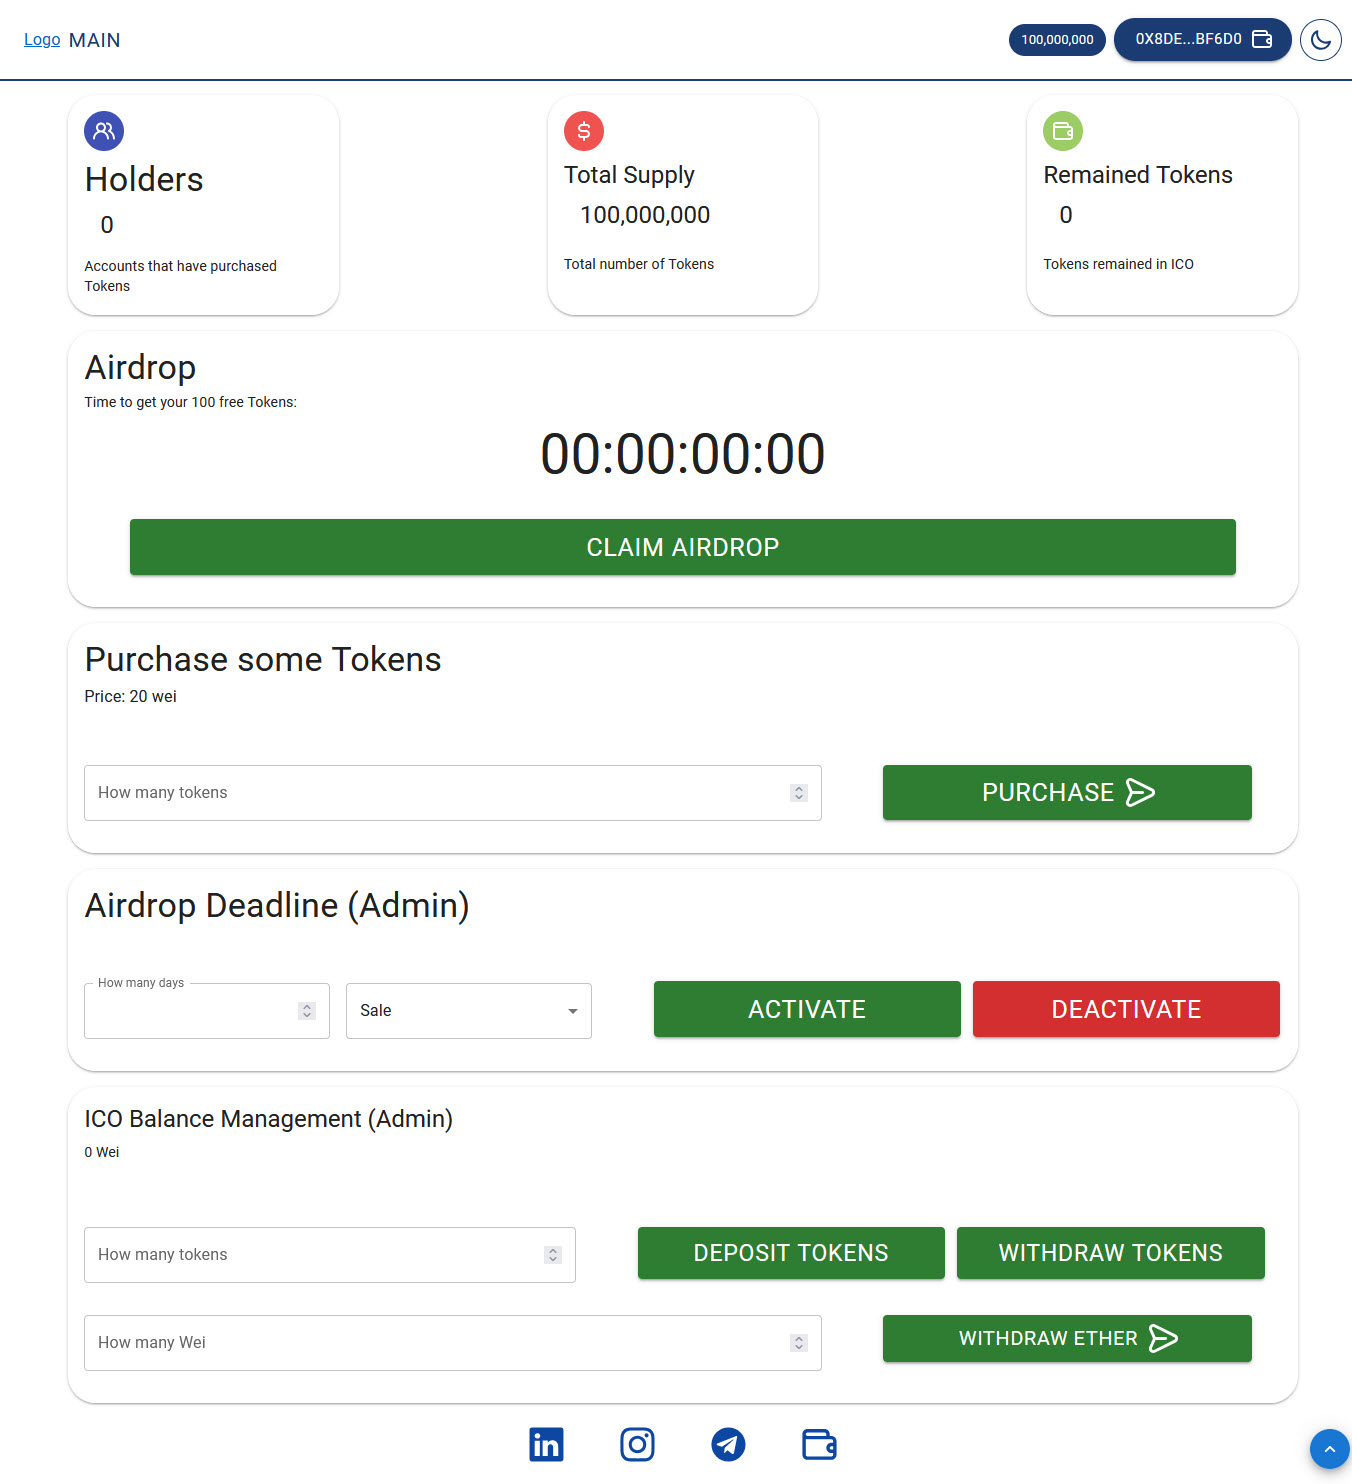 Logo MAIN
100,000,000
0X8DE...BF6D0
Holders
0
Accounts that have purchased
Tokens
Total Supply
100,000,000
Total number of Tokens
Remained Tokens
0
Tokens remained in ICO
Airdrop
Time to get your 100 free Tokens:
00:00:00:00
CLAIM AIRDROP
Purchase some Tokens
Price: 20 wei
How many tokens
PURCHASE
Airdrop Deadline (Admin)
How many days
Sale
ACTIVATE
DEACTIVATE
ICO Balance Management (Admin)
0 Wei
How many tokens
DEPOSIT TOKENS
WITHDRAW TOKENS
How many Wei
WITHDRAW ETHER